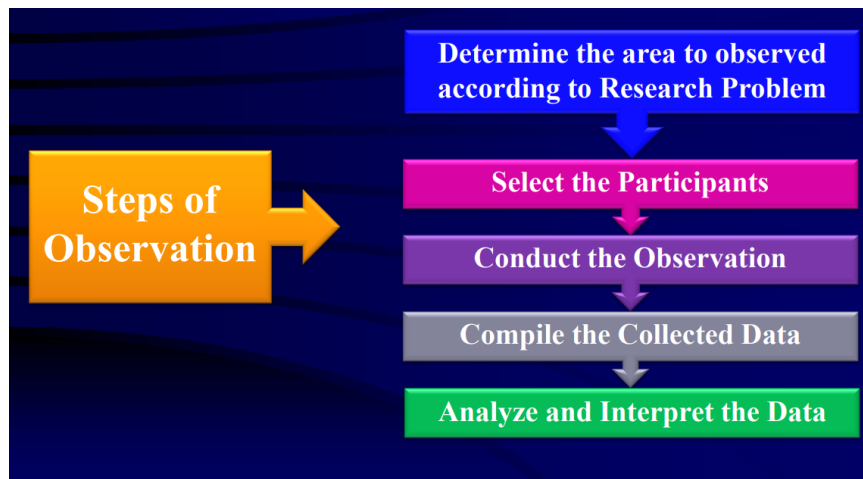 Steps of
Observation
Determine the area to observed
according to Research Problem
Select the Participants
Conduct the Observation
Compile the Collected Data
Analyze and Interpret the Data